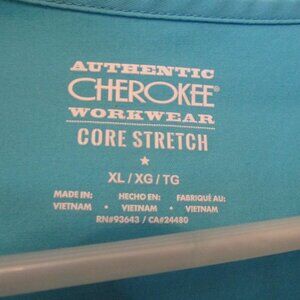 AUTHENTIC
CHEROKEE®
WORKWEAR
CORE STRETCH
★
XL / XG / TG
MADE IN: HECHO EN: FABRIQUÉ AU:
VIETNAM • VIETNAM • VIETNAM
RN#93643 / CA#24480